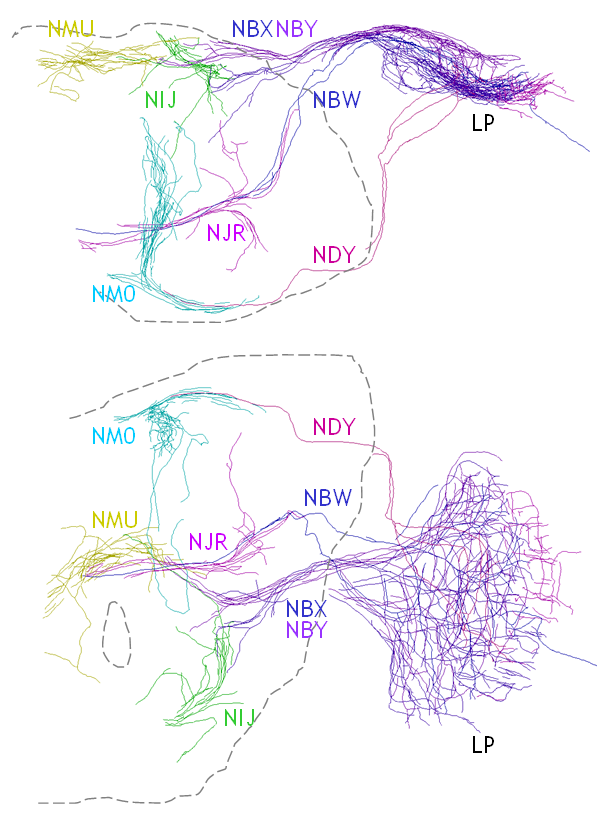 NMU NBX NBY
NIJ NBW
LP
NJR
NDY
NMO
NDY
NMO
NBW
NMU
NJR
NBX
NBY
NIJ
LP